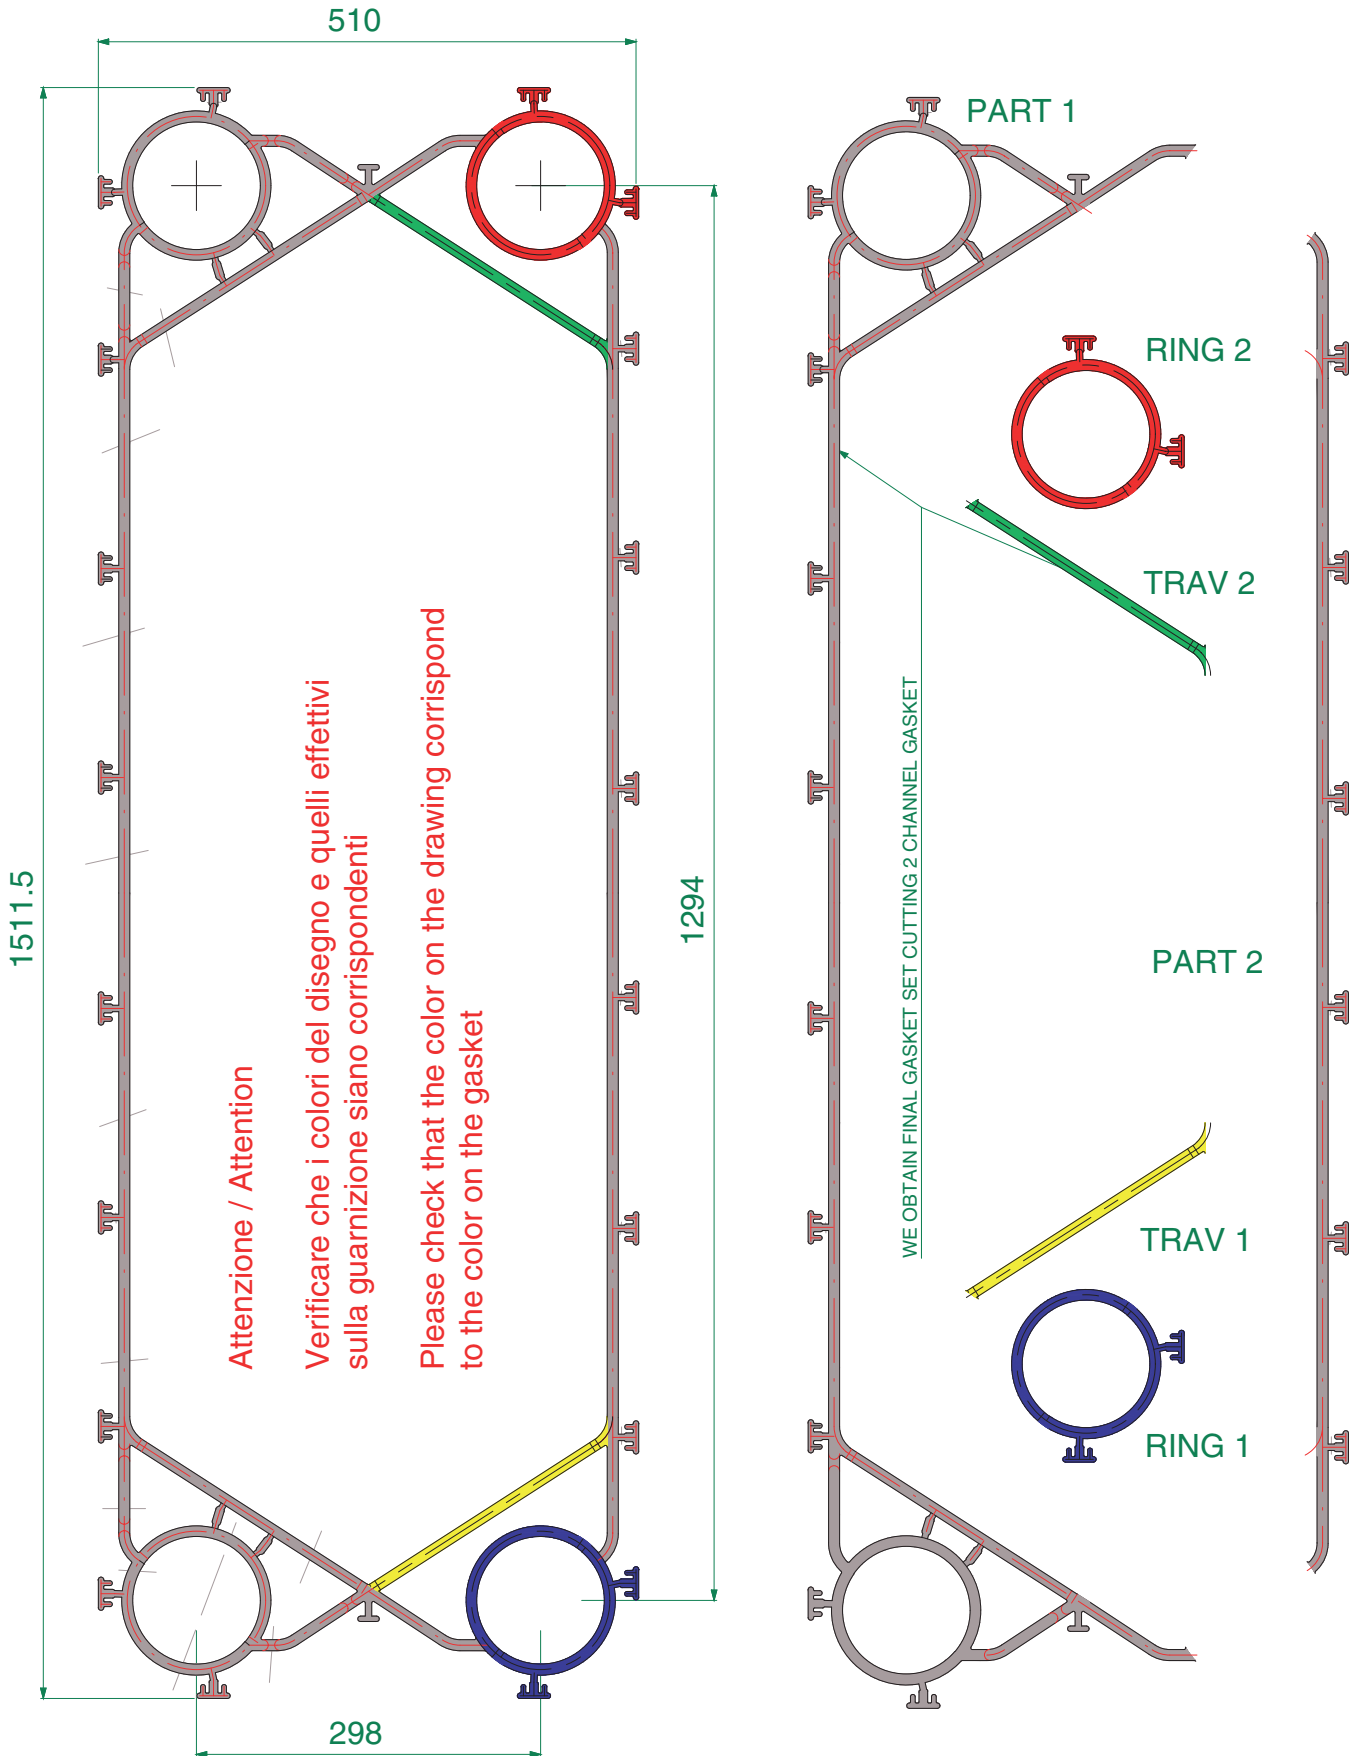 510
PART 1
RING 2
TRAV 2
1511.5
Attenzione / Attention
Verificare che i colori del disegno e quelli effettivi
sulla guarnizione siano corrispondenti
Please check that the color on the drawing corrispond
to the color on the gasket
1294
WE OBTAIN FINAL GASKET SET CUTTING 2 CHANNEL GASKET
PART 2
TRAV 1
RING 1
298